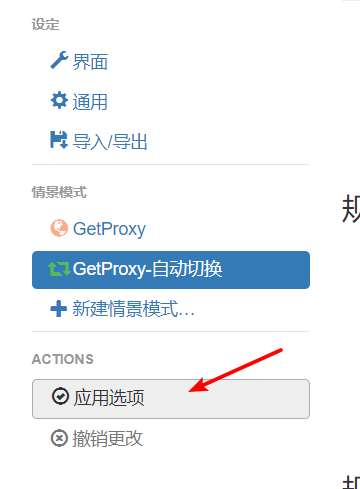 设定
界面
通用
导入/导出
情景模式
GetProxy
GetProxy-自动切换
新建情景模式…
规
ACTIONS
应用选项
撤销更改